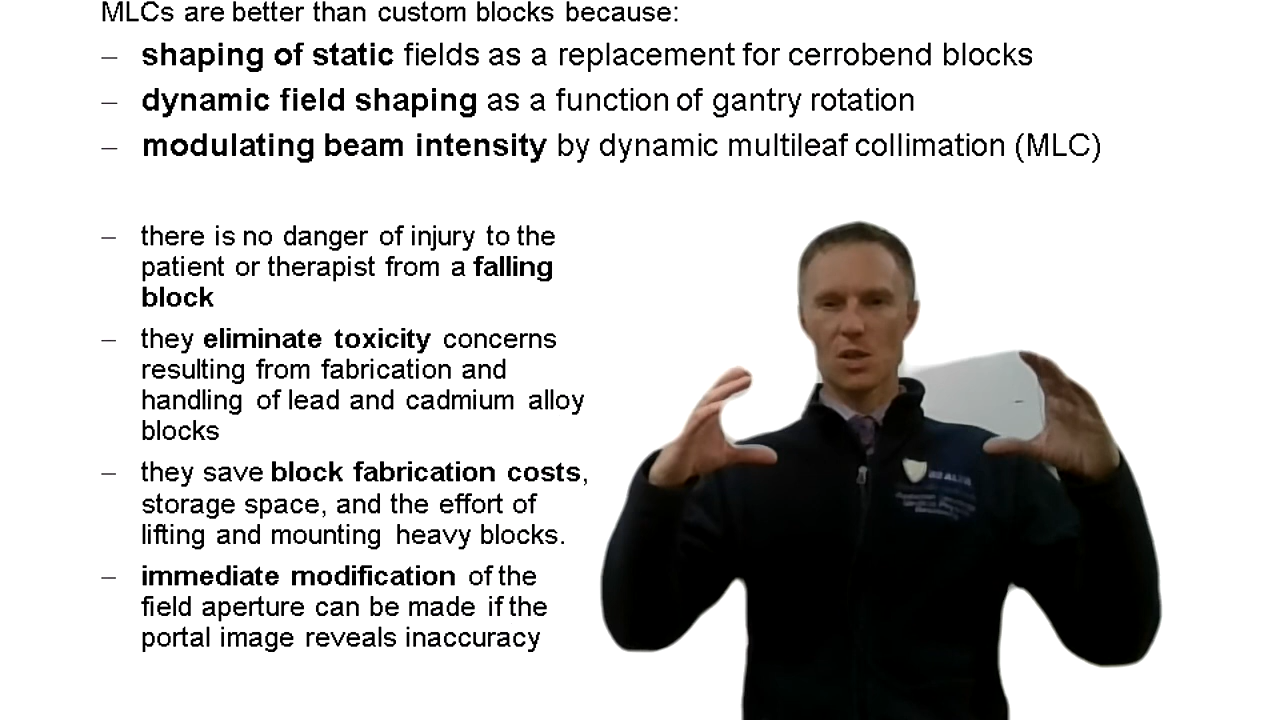 MLCs are better than custom blocks because:
– shaping of static fields as a replacement for cerrobend blocks
– dynamic field shaping as a function of gantry rotation
– modulating beam intensity by dynamic multileaf collimation (MLC)
– there is no danger of injury to the
patient or therapist from a falling
block
– they eliminate toxicity concerns
resulting from fabrication and
handling of lead and cadmium alloy
blocks
– they save block fabrication costs,
storage space, and the effort of
lifting and mounting heavy blocks.
– immediate modification of the
field aperture can be made if the
portal image reveals inaccuracy